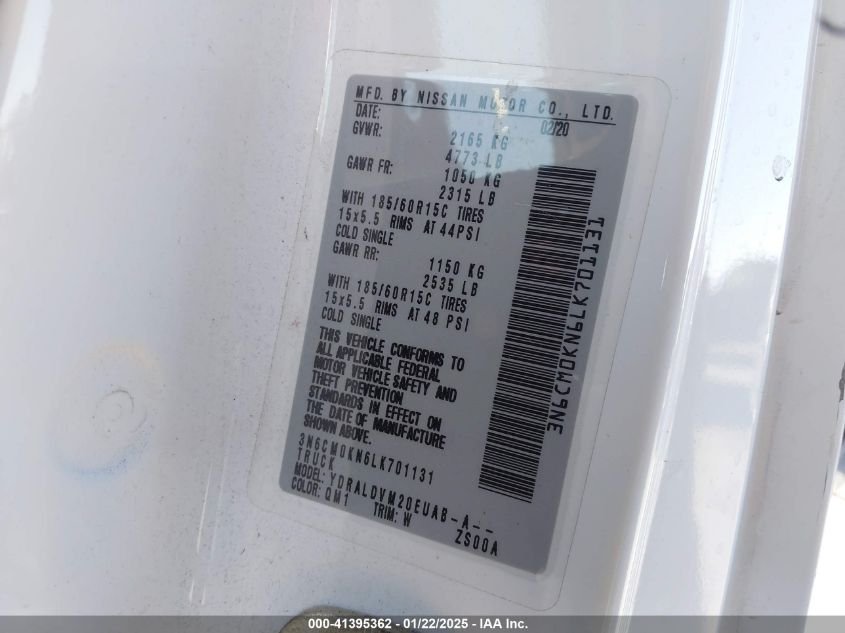 MFD. BY NISSAN MOTOR CO., LTD.
DATE: 02/20
GVWR: 2165 KG
4773 LB
GAWR FR: 1050 KG
2315 LB
WITH 185/60R15C TIRES
15x5.5 RIMS AT 44PSI
COLD SINGLE
GAWR RR: 1150 KG
2535 LB
WITH 185/60R15C TIRES
15x5.5 RIMS AT 48 PSI
COLD SINGLE
THIS VEHICLE CONFORMS TO
ALL APPLICABLE FEDERAL
MOTOR VEHICLE SAFETY AND
THEFT PREVENTION
STANDARDS IN EFFECT ON
THE DATE OF MANUFACTURE
SHOWN ABOVE.
3N6CM0KN6LK701131
TRUCK
MODEL: YDRALDVM20EUAB-A--
COLOR: QM1 TRIM: W ZS00A
3N6CM0KN6LK701131
000-41395362 - 01/22/2025 - IAA Inc.